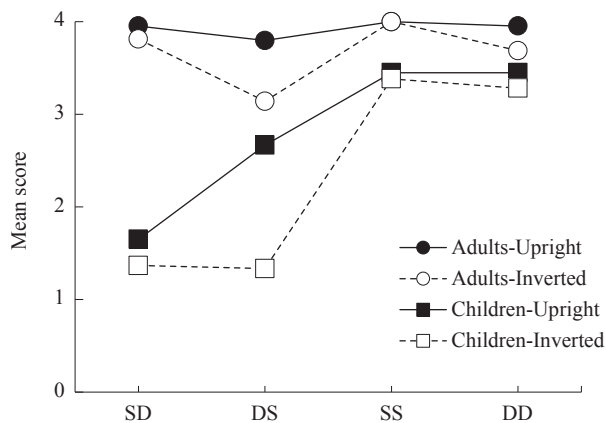 4
3
2
1
0
Mean score
Adults-Upright
Adults-Inverted
Children-Upright
Children-Inverted
SD DS SS DD